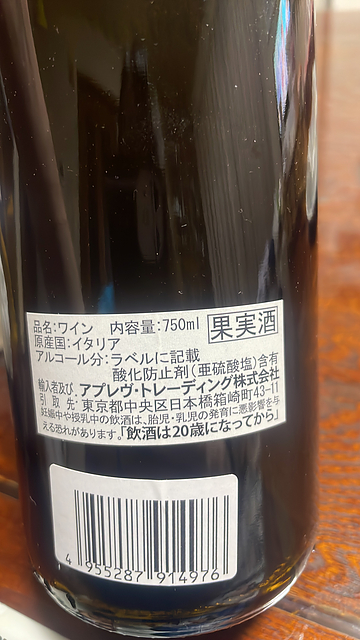 品名:ワイン 内容量:750ml 果実酒
原産国:イタリア
アルコール分:ラベルに記載
酸化防止剤(亜硫酸塩)含有
輸入者及び、アプレヴ・トレーディング株式会社
引取先:東京都中央区日本橋箱崎町43-11
妊娠中や授乳中の飲酒は、胎児・乳児の発育に悪影響を与
える恐れがあります。「飲酒は20歳になってから」
4 955287 914976